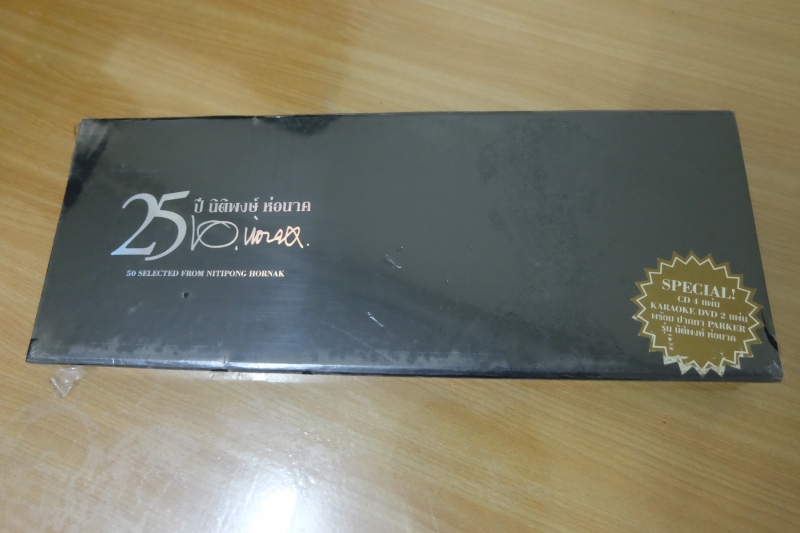 25 ปี นิติพงษ์ ห่อนาค
50 SELECTED FROM NITIPONG HORNAK
SPECIAL!
CD 4 แผ่น
KARAOKE DVD 2 แผ่น
พร้อม ปากกา PARKER
รุ่น นิติพงษ์ ห่อนาค